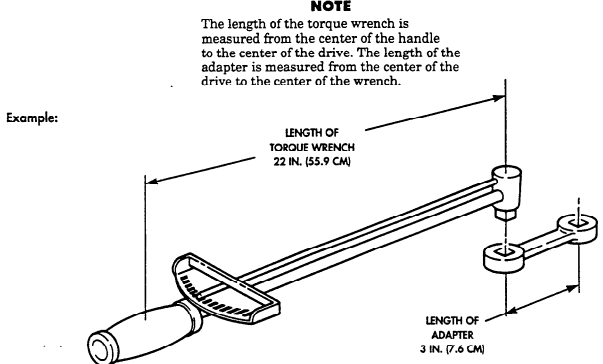 NOTE
The length of the torque wrench is
measured from the center of the handle
to the center of the drive. The length of the
adapter is measured from the center of the
drive to the center of the wrench.
Example:
LENGTH OF
TORQUE WRENCH
22 IN. (55.9 CM)
LENGTH OF
ADAPTER
3 IN. (7.6 CM)